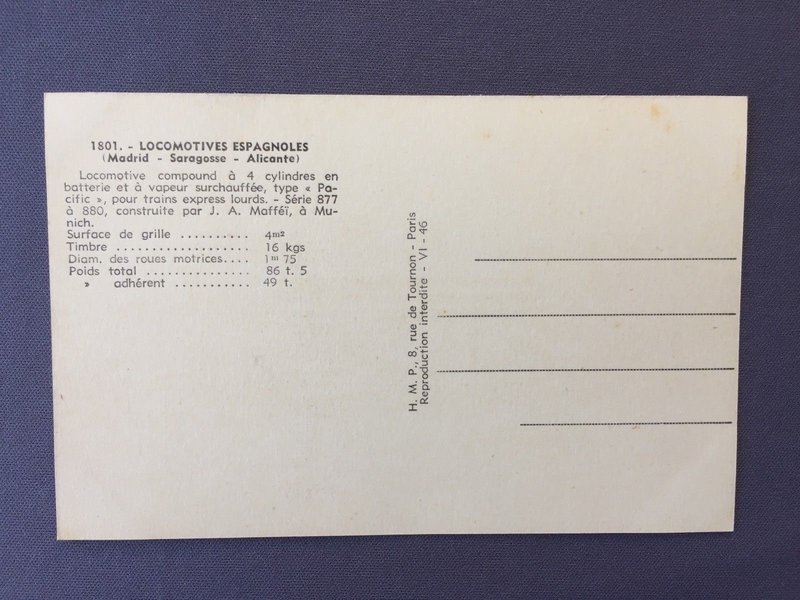 1801. - LOCOMOTIVES ESPAGNOLES
(Madrid - Saragosse - Alicante)
Locomotive compound à 4 cylindres en
batterie et à vapeur surchauffée, type « Pa-
cific », pour trains express lourds. - Série 877
à 880, construite par J. A. Mafféï, à Mu-
nich.
Surface de grille .......... 4m²
Timbre ................... 16 kgs
Diam. des roues motrices.... 1m 75
Poids total ............... 86 t. 5
» adhérent ........... 49 t.
H. M. P., 8, rue de Tournon - Paris
Reproduction interdite - VI - 46